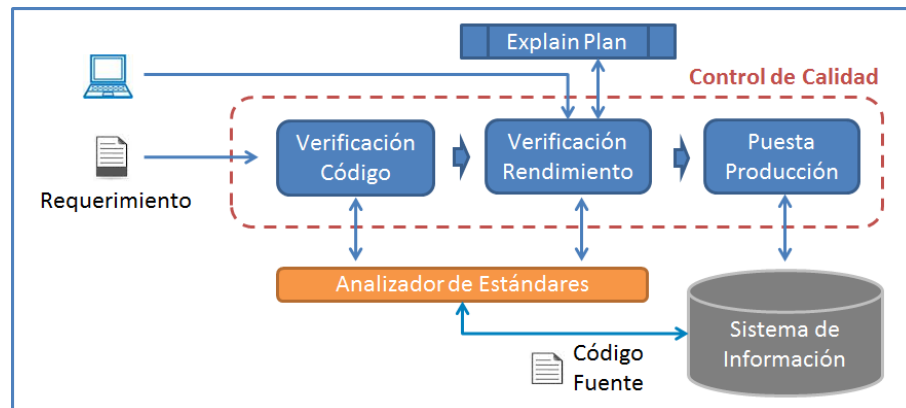 Explain Plan
Control de Calidad
Verificación
Código
Verificación
Rendimiento
Puesta
Producción
Requerimiento
Analizador de Estándares
Sistema de
Información
Código
Fuente